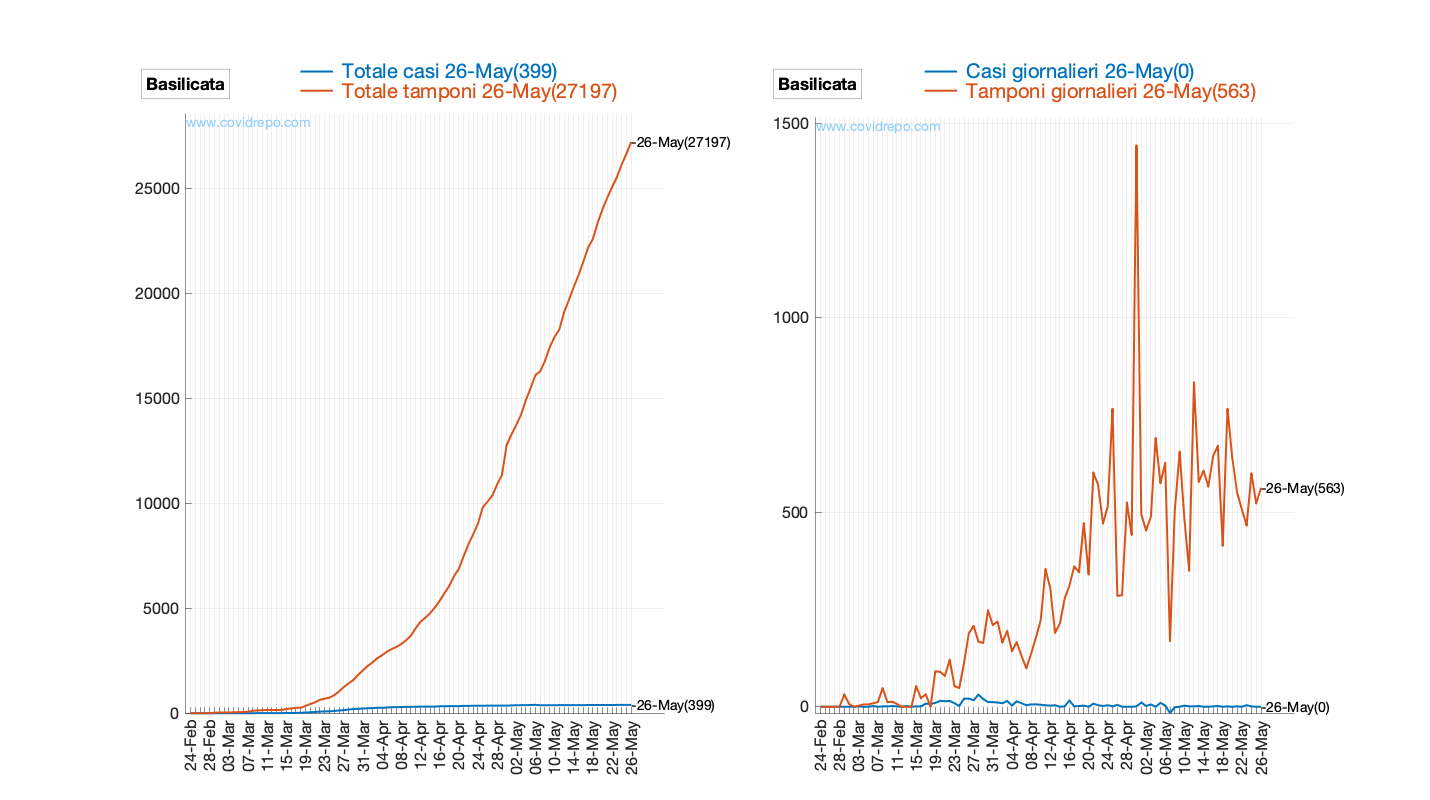 Basilicata
Totale casi 26-May(399)
Totale tamponi 26-May(27197)
www.covidrepo.com
26-May(27197)
25000
20000
15000
10000
5000
0
26-May(399)
24-Feb
28-Feb
03-Mar
07-Mar
11-Mar
15-Mar
19-Mar
23-Mar
27-Mar
31-Mar
04-Apr
08-Apr
12-Apr
16-Apr
20-Apr
24-Apr
28-Apr
02-May
06-May
10-May
14-May
18-May
22-May
26-May
Basilicata
Casi giornalieri 26-May(0)
Tamponi giornalieri 26-May(563)
www.covidrepo.com
1500
1000
500
0
26-May(563)
26-May(0)
24-Feb
28-Feb
03-Mar
07-Mar
11-Mar
15-Mar
19-Mar
23-Mar
27-Mar
31-Mar
04-Apr
08-Apr
12-Apr
16-Apr
20-Apr
24-Apr
28-Apr
02-May
06-May
10-May
14-May
18-May
22-May
26-May